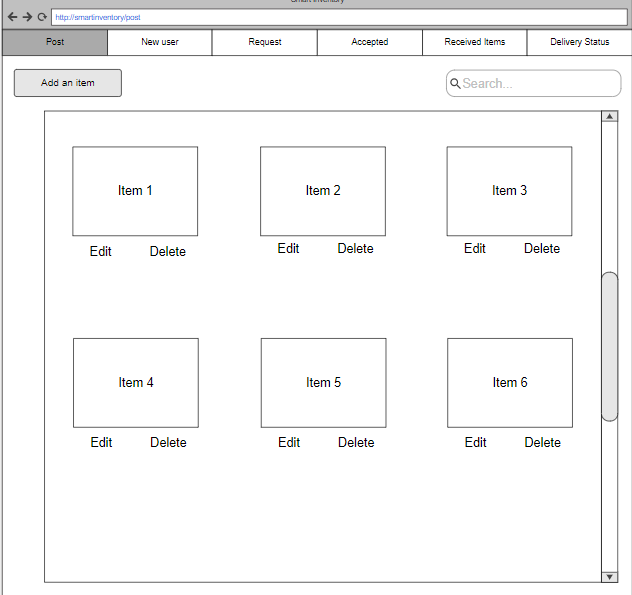 Smart Inventory
http://smartinventory/post
Post New user Request Accepted Received Items Delivery Status
Add an item Search...
Item 1 Item 2 Item 3
Edit Delete Edit Delete Edit Delete
Item 4 Item 5 Item 6
Edit Delete Edit Delete Edit Delete